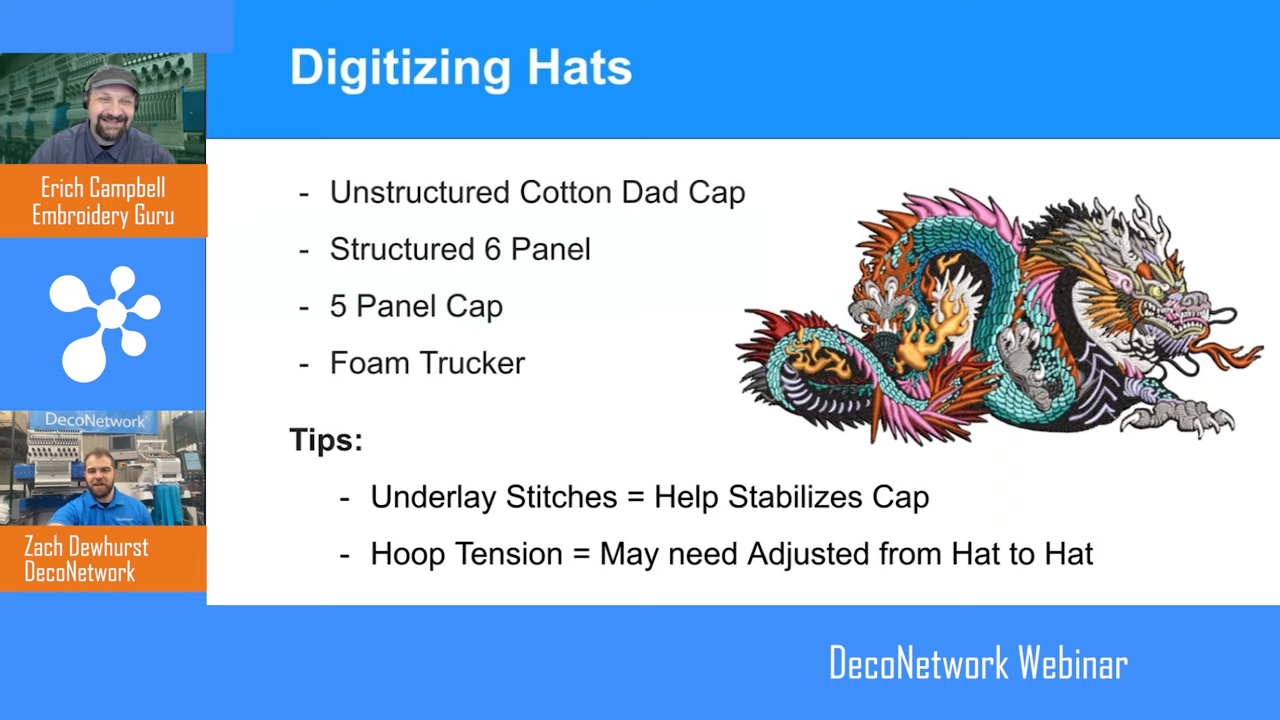 Digitizing Hats
Erich Campbell
Embroidery Guru
- Unstructured Cotton Dad Cap
- Structured 6 Panel
- 5 Panel Cap
- Foam Trucker
DecoNetwork
Tips:
- Underlay Stitches = Help Stabilizes Cap
- Hoop Tension = May need Adjusted from Hat to Hat
Zach Dewhurst
DecoNetwork
DecoNetwork Webinar